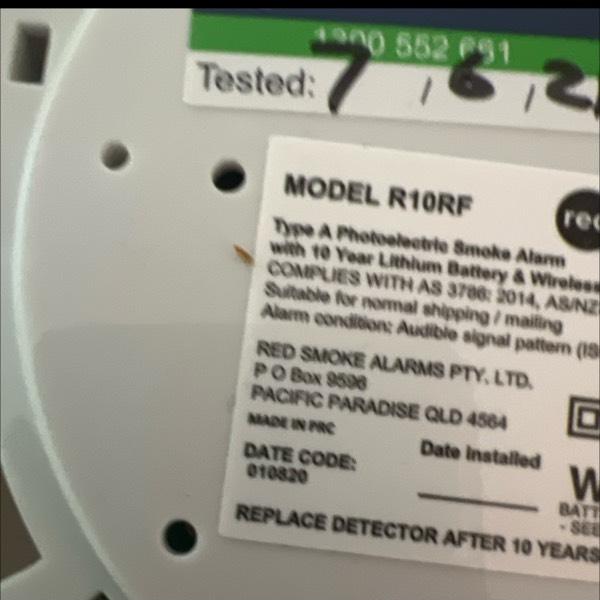 1300 552 661
Tested: 7 / 6 / 2
MODEL R10RF
red
Type A Photoelectric Smoke Alarm
with 10 Year Lithium Battery & Wireless
COMPLIES WITH AS 3786: 2014, AS/NZ
Suitable for normal shipping / mailing
Alarm condition: Audible signal pattern (IS
RED SMOKE ALARMS PTY. LTD.
P O Box 9596
PACIFIC PARADISE QLD 4564
MADE IN PRC
DATE CODE:
010820
Date installed
W
BATT
- SEE
REPLACE DETECTOR AFTER 10 YEARS